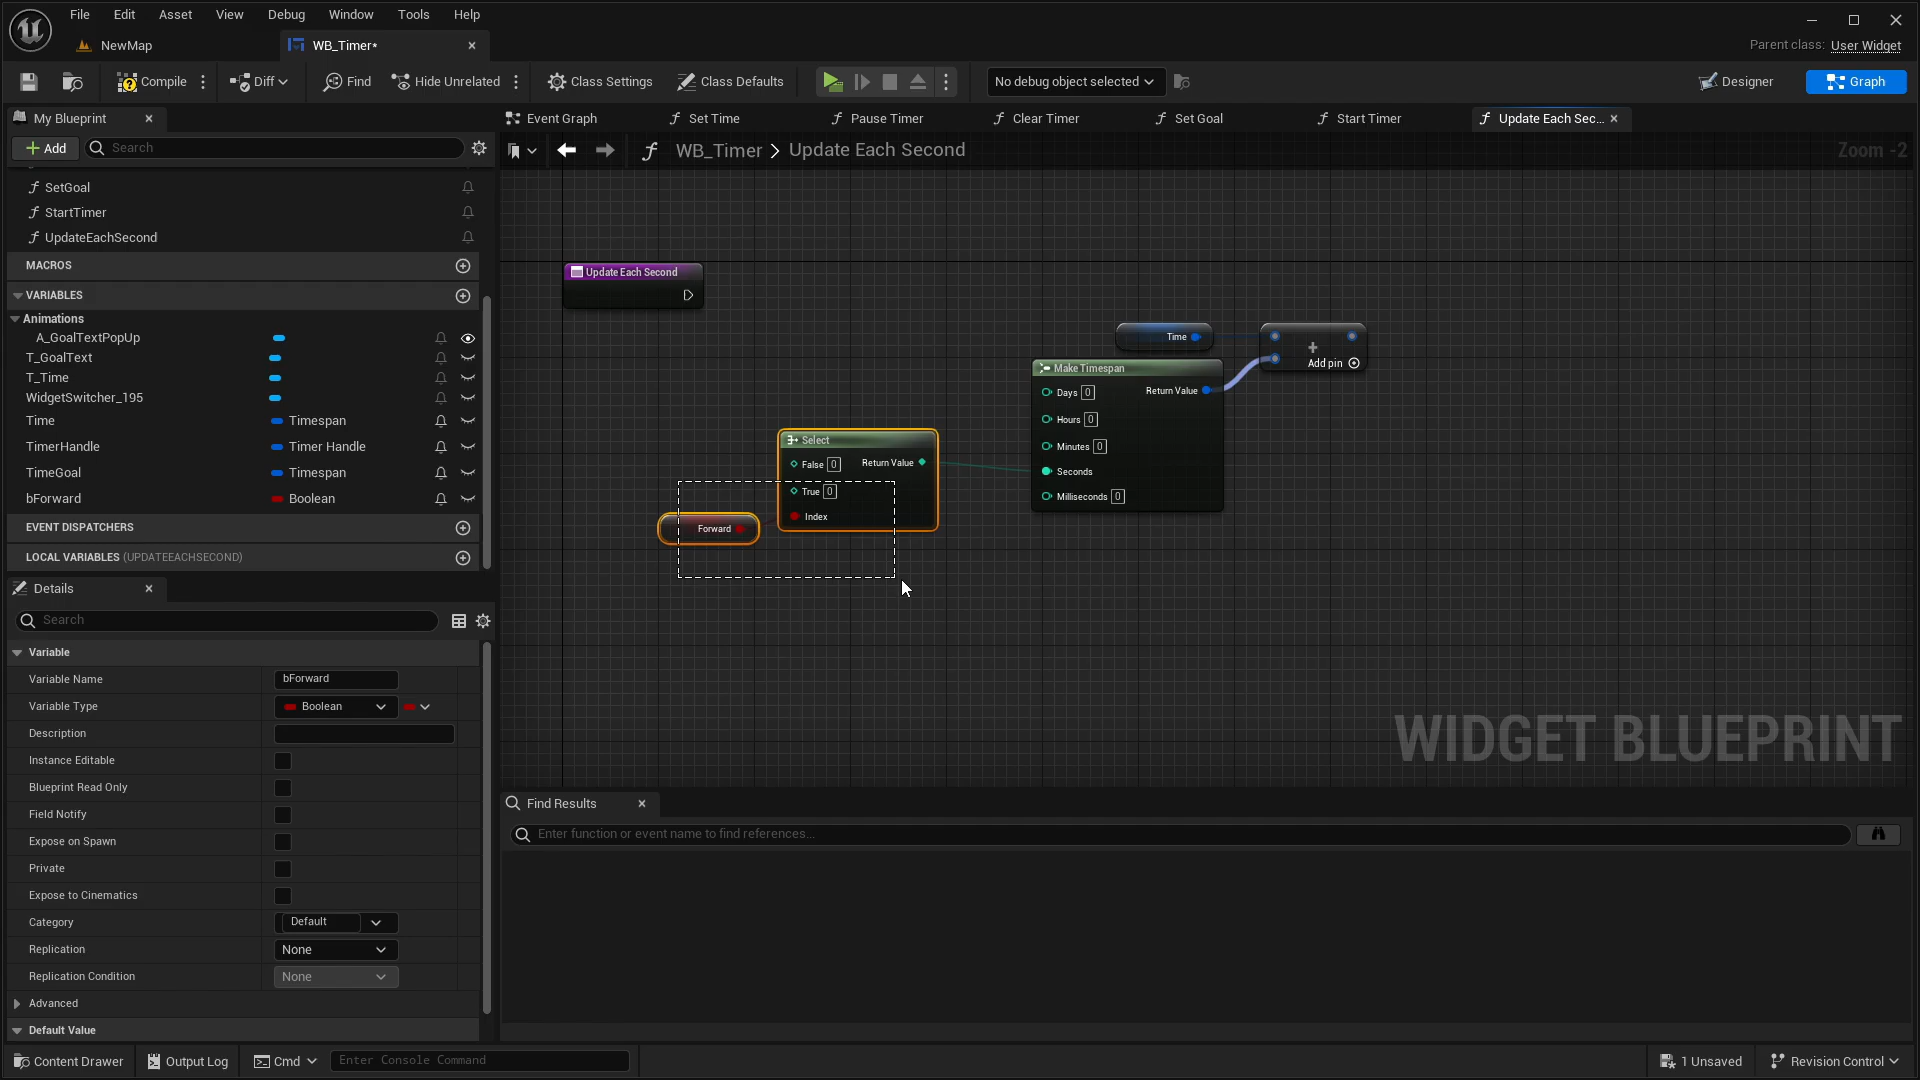 File Edit Asset View Debug Window Tools Help
NewMap
WB_Timer*
Parent class: User Widget
Compile
Diff
Find
Hide Unrelated
Class Settings
Class Defaults
No debug object selected
Designer
Graph
My Blueprint
Add
Search
SetGoal
StartTimer
UpdateEachSecond
MACROS
VARIABLES
Animations
A_GoalTextPopUp
T_GoalText
T_Time
WidgetSwitcher_195
Time Timespan
TimerHandle Timer Handle
TimeGoal Timespan
bForward Boolean
EVENT DISPATCHERS
LOCAL VARIABLES (UPDATEEACHSECOND)
Details
Search
Variable
Variable Name bForward
Variable Type Boolean
Description
Instance Editable
Blueprint Read Only
Field Notify
Expose on Spawn
Private
Expose to Cinematics
Category Default
Replication None
Replication Condition None
Advanced
Default Value
Event Graph
Set Time
Pause Timer
Clear Timer
Set Goal
Start Timer
Update Each Sec...
WB_Timer > Update Each Second
Zoom -2
Update Each Second
Time
Add pin
Make Timespan
Days 0 Return Value
Hours 0
Minutes 0
Seconds
Milliseconds 0
Select
False 0 Return Value
True 0
Index
Forward
WIDGET BLUEPRINT
Find Results
Enter function or event name to find references...
Content Drawer
Output Log
Cmd
Enter Console Command
1 Unsaved
Revision Control